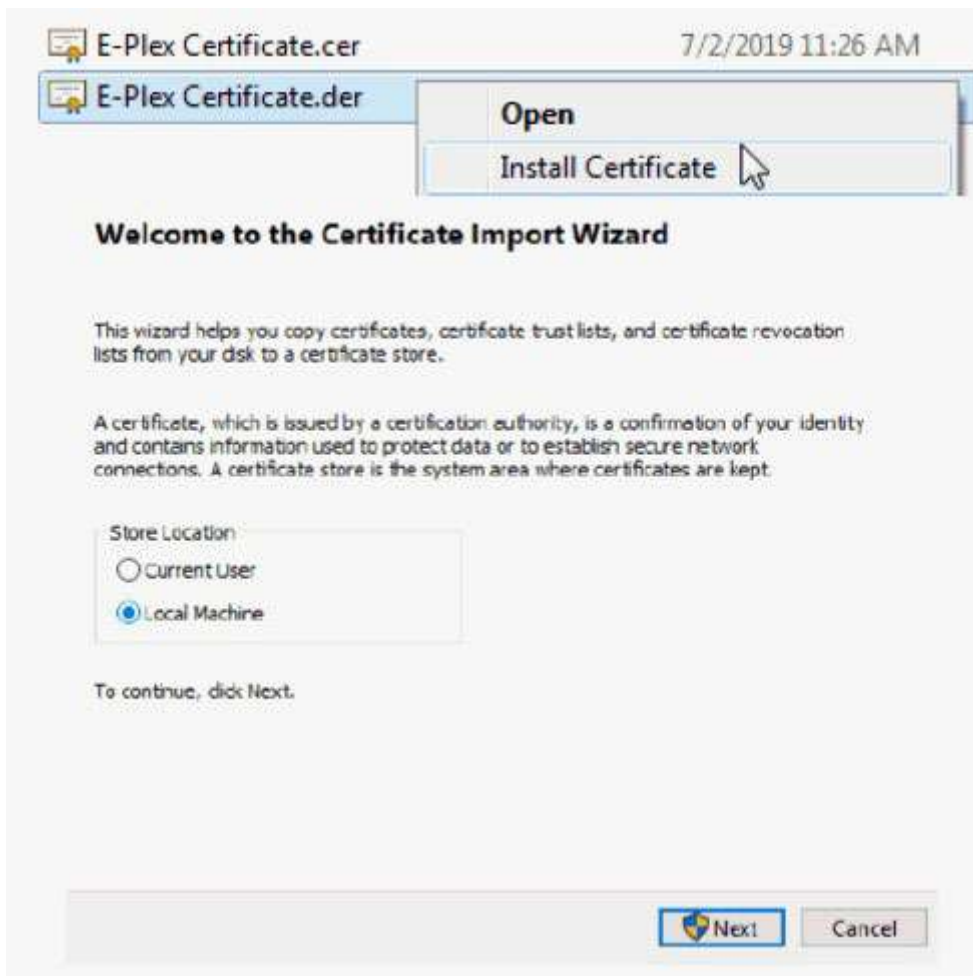 E-Plex Certificate.cer 7/2/2019 11:26 AM
E-Plex Certificate.der
Open
Install Certificate
Welcome to the Certificate Import Wizard
This wizard helps you copy certificates, certificate trust lists, and certificate revocation
lists from your disk to a certificate store.
A certificate, which is issued by a certification authority, is a confirmation of your identity
and contains information used to protect data or to establish secure network
connections. A certificate store is the system area where certificates are kept.
Store Location
Current User
Local Machine
To continue, click Next.
Next Cancel